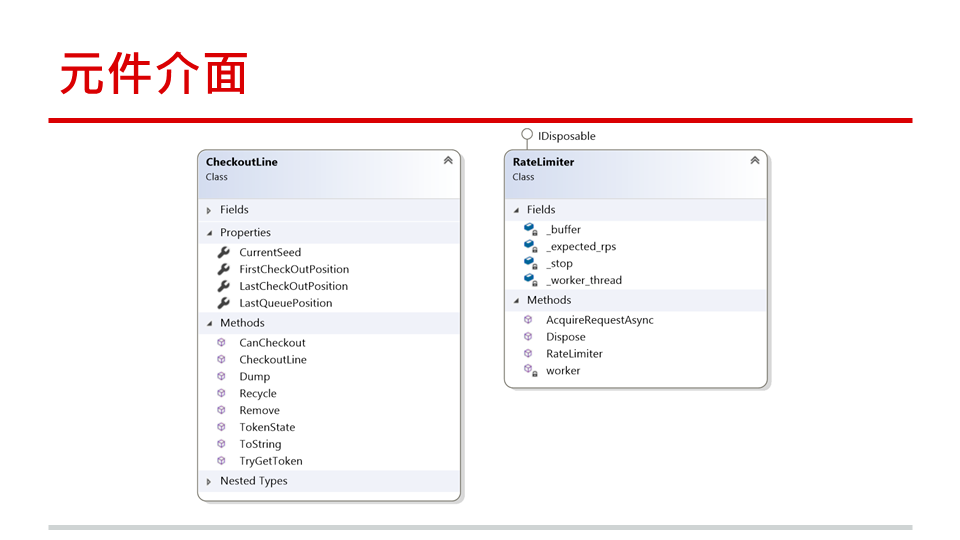 元件介面
CheckoutLine
Class
Fields
Properties
CurrentSeed
FirstCheckOutPosition
LastCheckOutPosition
LastQueuePosition
Methods
CanCheckout
CheckoutLine
Dump
Recycle
Remove
TokenState
ToString
TryGetToken
Nested Types
IDisposable
RateLimiter
Class
Fields
_buffer
_expected_rps
_stop
_worker_thread
Methods
AcquireRequestAsync
Dispose
RateLimiter
worker